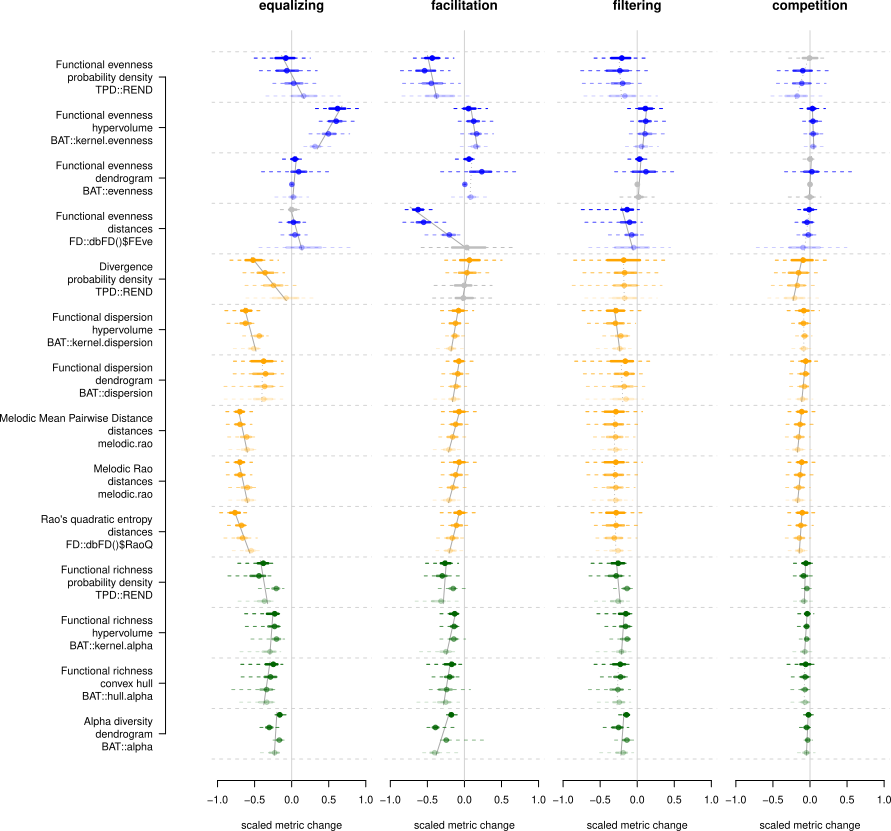 equalizing facilitation filtering competition
Functional evenness
probability density
TPD::REND
Functional evenness
hypervolume
BAT::kernel.evenness
Functional evenness
dendrogram
BAT::evenness
Functional evenness
distances
FD::dbFD()$FEve
Divergence
probability density
TPD::REND
Functional dispersion
hypervolume
BAT::kernel.dispersion
Functional dispersion
dendrogram
BAT::dispersion
Melodic Mean Pairwise Distance
distances
melodic.rao
Melodic Rao
distances
melodic.rao
Rao's quadratic entropy
distances
FD::dbFD()$RaoQ
Functional richness
probability density
TPD::REND
Functional richness
hypervolume
BAT::kernel.alpha
Functional richness
convex hull
BAT::hull.alpha
Alpha diversity
dendrogram
BAT::alpha
−1.0 −0.5 0.0 0.5 1.0 −1.0 −0.5 0.0 0.5 1.0 −1.0 −0.5 0.0 0.5 1.0 −1.0 −0.5 0.0 0.5 1.0
scaled metric change scaled metric change scaled metric change scaled metric change